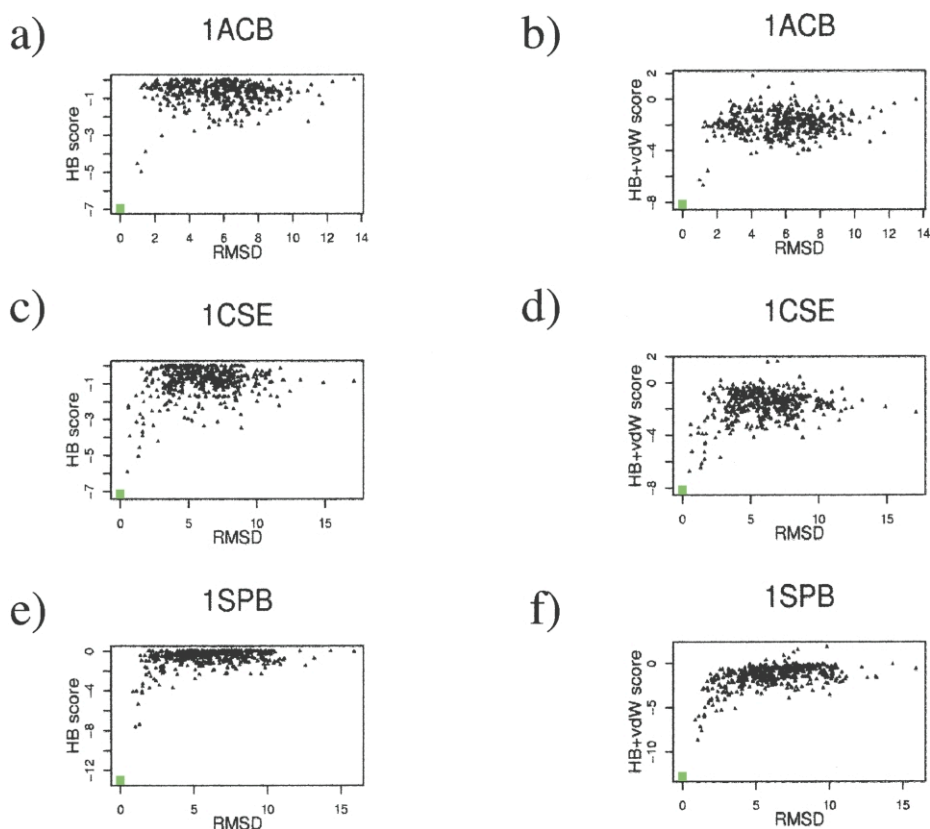 a) 1ACB
HB score
-1
-3
-5
-7
0 2 4 6 8 10 12 14
RMSD
b) 1ACB
HB+vdW score
2
0
-4
-8
0 2 4 6 8 10 12 14
RMSD
c) 1CSE
HB score
-1
-3
-5
-7
0 5 10 15
RMSD
d) 1CSE
HB+vdW score
2
0
-4
-8
0 5 10 15
RMSD
e) 1SPB
HB score
0
-4
-8
-12
0 5 10 15
RMSD
f) 1SPB
HB+vdW score
0
-5
-10
0 5 10 15
RMSD